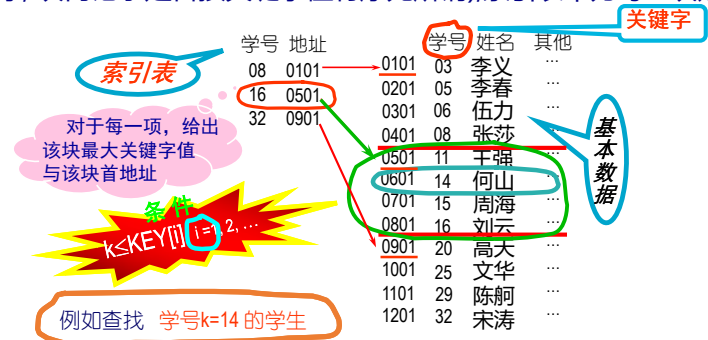 关键字
学号 地址
学号 姓名 其他
索引表
08 0101
16 0501
32 0901
0101 03 李义 ...
0201 05 李春 ...
0301 06 伍力 ...
0401 08 张莎 ...
0501 11 王强 ...
0601 14 何山 ...
0701 15 周海 ...
0801 16 刘云 ...
0901 20 高天 ...
1001 25 文华 ...
1101 29 陈舸 ...
1201 32 宋涛 ...
基本数据
对于每一项，给出
该块最大关键字值
与该块首地址
条件
k≤KEY[i] i=1, 2, ...
例如查找 学号k=14 的学生